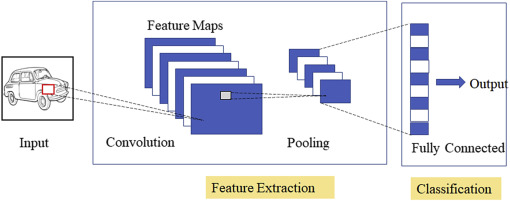 Feature Maps
Output
Input
Convolution
Pooling
Fully Connected
Feature Extraction
Classification